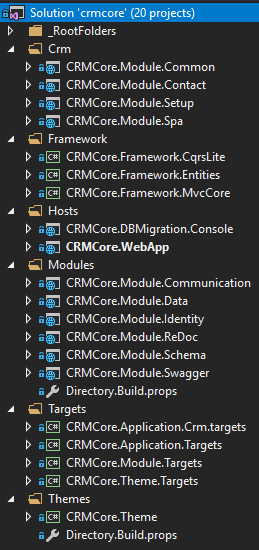 Solution 'crmcore' (20 projects)
_RootFolders
Crm
CRMCore.Module.Common
CRMCore.Module.Contact
CRMCore.Module.Setup
CRMCore.Module.Spa
Framework
C# CRMCore.Framework.CqrsLite
C# CRMCore.Framework.Entities
C# CRMCore.Framework.MvcCore
Hosts
CRMCore.DBMigration.Console
CRMCore.WebApp
Modules
CRMCore.Module.Communication
CRMCore.Module.Data
CRMCore.Module.Identity
CRMCore.Module.ReDoc
CRMCore.Module.Schema
CRMCore.Module.Swagger
Directory.Build.props
Targets
C# CRMCore.Application.Crm.targets
C# CRMCore.Application.Targets
C# CRMCore.Module.Targets
C# CRMCore.Theme.Targets
Themes
C# CRMCore.Theme
Directory.Build.props